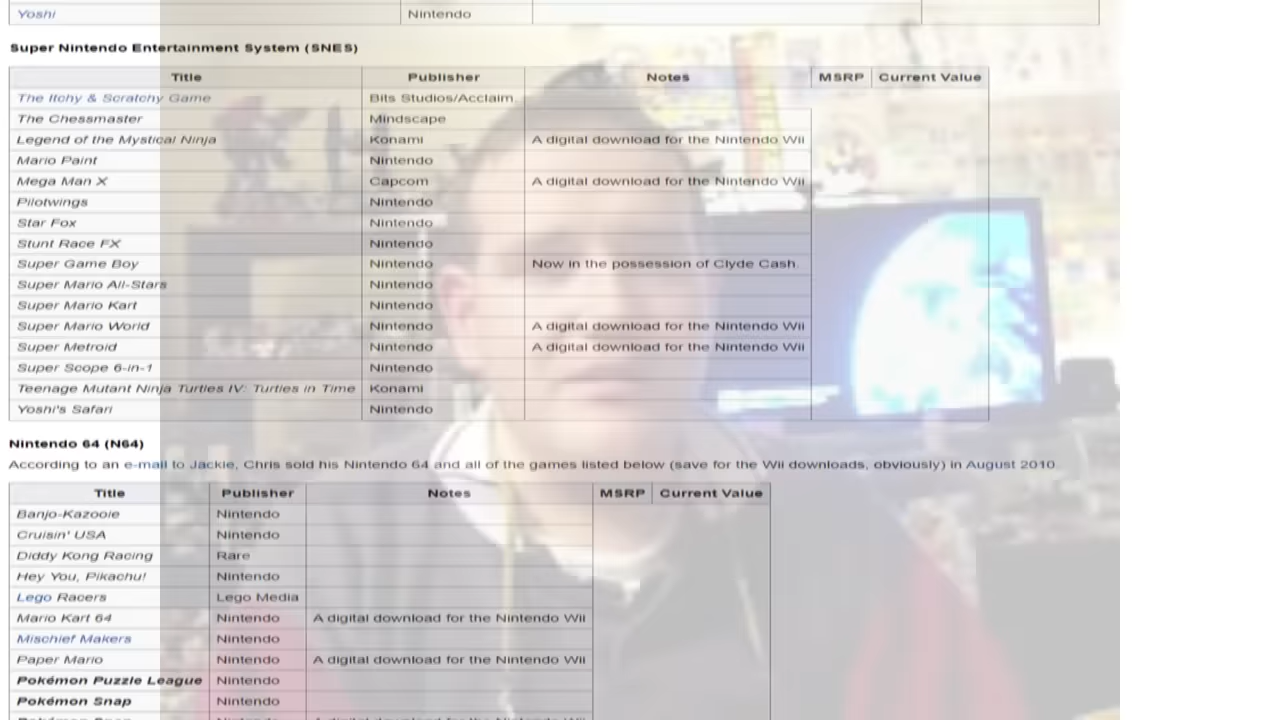 Yoshi Nintendo
Super Nintendo Entertainment System (SNES)
Title Publisher Notes MSRP Current Value
The Itchy & Scratchy Game Bits Studios/Acclaim
The Chessmaster Mindscape
Legend of the Mystical Ninja Konami A digital download for the Nintendo Wii
Mario Paint Nintendo
Mega Man X Capcom A digital download for the Nintendo Wii
Pilotwings Nintendo
Star Fox Nintendo
Stunt Race FX Nintendo
Super Game Boy Nintendo Now in the possession of Clyde Cash.
Super Mario All-Stars Nintendo
Super Mario Kart Nintendo
Super Mario World Nintendo A digital download for the Nintendo Wii
Super Metroid Nintendo A digital download for the Nintendo Wii
Super Scope 6-in-1 Nintendo
Teenage Mutant Ninja Turtles IV: Turtles in Time Konami
Yoshi's Safari Nintendo
Nintendo 64 (N64)
According to an e-mail to Jackie, Chris sold his Nintendo 64 and all of the games listed below (save for the Wii downloads, obviously) in August 2010.
Title Publisher Notes MSRP Current Value
Banjo-Kazooie Nintendo
Cruisin' USA Nintendo
Diddy Kong Racing Rare
Hey You, Pikachu! Nintendo
Lego Racers Lego Media
Mario Kart 64 Nintendo A digital download for the Nintendo Wii
Mischief Makers Nintendo
Paper Mario Nintendo A digital download for the Nintendo Wii
Pokémon Puzzle League Nintendo
Pokémon Snap Nintendo